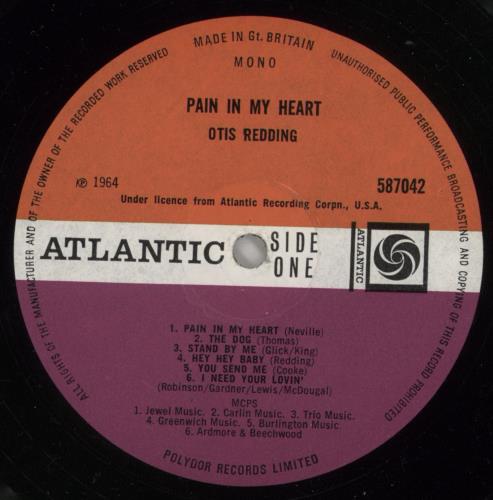 MADE IN Gt. BRITAIN
MONO
PAIN IN MY HEART
OTIS REDDING
℗ 1964
587042
Under licence from Atlantic Recording Corpn., U.S.A.
ATLANTIC
SIDE
ONE
ATLANTIC
1. PAIN IN MY HEART (Neville)
2. THE DOG (Thomas)
3. STAND BY ME (Glick/King)
4. HEY HEY BABY (Redding)
5. YOU SEND ME (Cooke)
6. I NEED YOUR LOVIN'
(Robinson/Gardner/Lewis/McDougal)
MCPS
1. Jewel Music. 2. Carlin Music. 3. Trio Music.
4. Greenwich Music. 5. Burlington Music.
6. Ardmore & Beechwood
POLYDOR RECORDS LIMITED
ALL RIGHTS OF THE MANUFACTURER AND OF THE OWNER OF THE RECORDED WORK RESERVED
UNAUTHORISED PUBLIC PERFORMANCE BROADCASTING AND COPYING OF THIS RECORD PROHIBITED